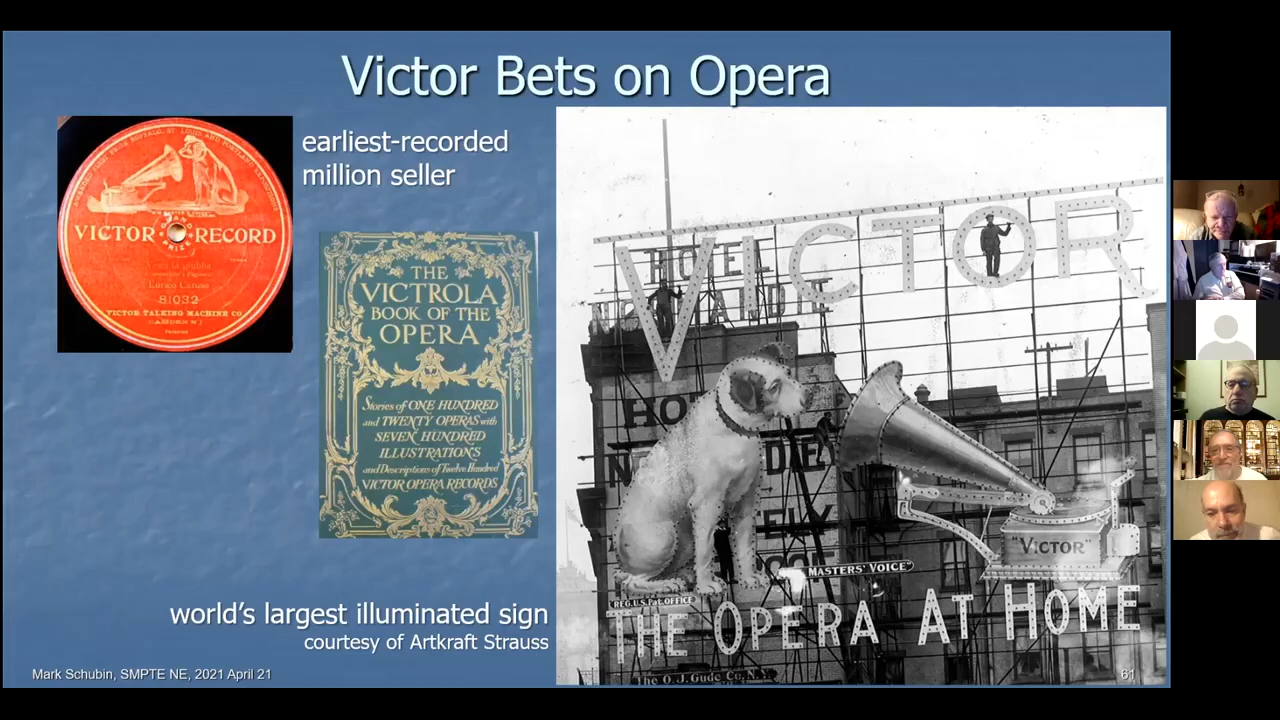 Victor Bets on Opera
earliest-recorded
million seller
VICTOR RECORD
Enrico Caruso
81032
VICTOR TALKING MACHINE CO
THE
VICTROLA
BOOK OF THE
OPERA
Stories of ONE HUNDRED
and TWENTY OPERAS with
SEVEN HUNDRED
ILLUSTRATIONS
and Descriptions of Twelve Hundred
VICTOR OPERA RECORDS
VICTOR
HOTEL
"VICTOR"
MASTERS' VOICE"
REG. U.S. Pat. OFFICE
THE OPERA AT HOME
The O.J. Gude Co. N.Y.
world's largest illuminated sign
courtesy of Artkraft Strauss
Mark Schubin, SMPTE NE, 2021 April 21
61